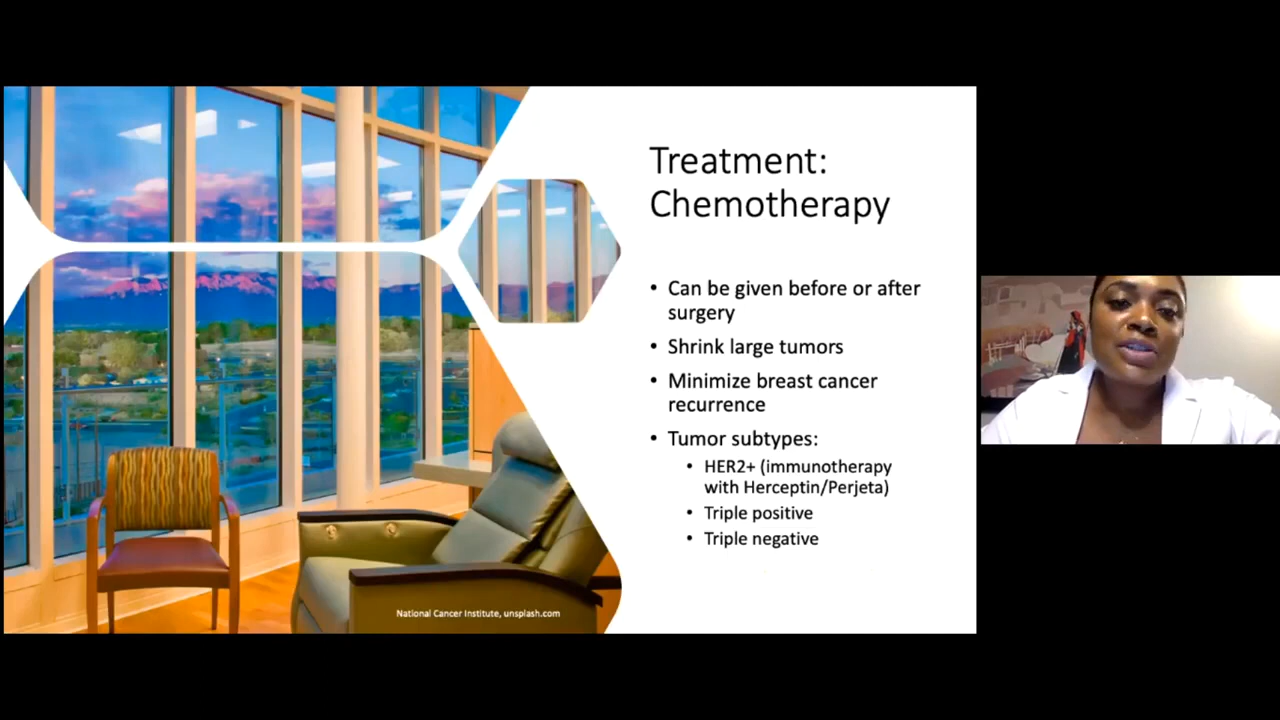 Treatment:
Chemotherapy
• Can be given before or after
surgery
• Shrink large tumors
• Minimize breast cancer
recurrence
• Tumor subtypes:
• HER2+ (immunotherapy
with Herceptin/Perjeta)
• Triple positive
• Triple negative
National Cancer Institute, unsplash.com